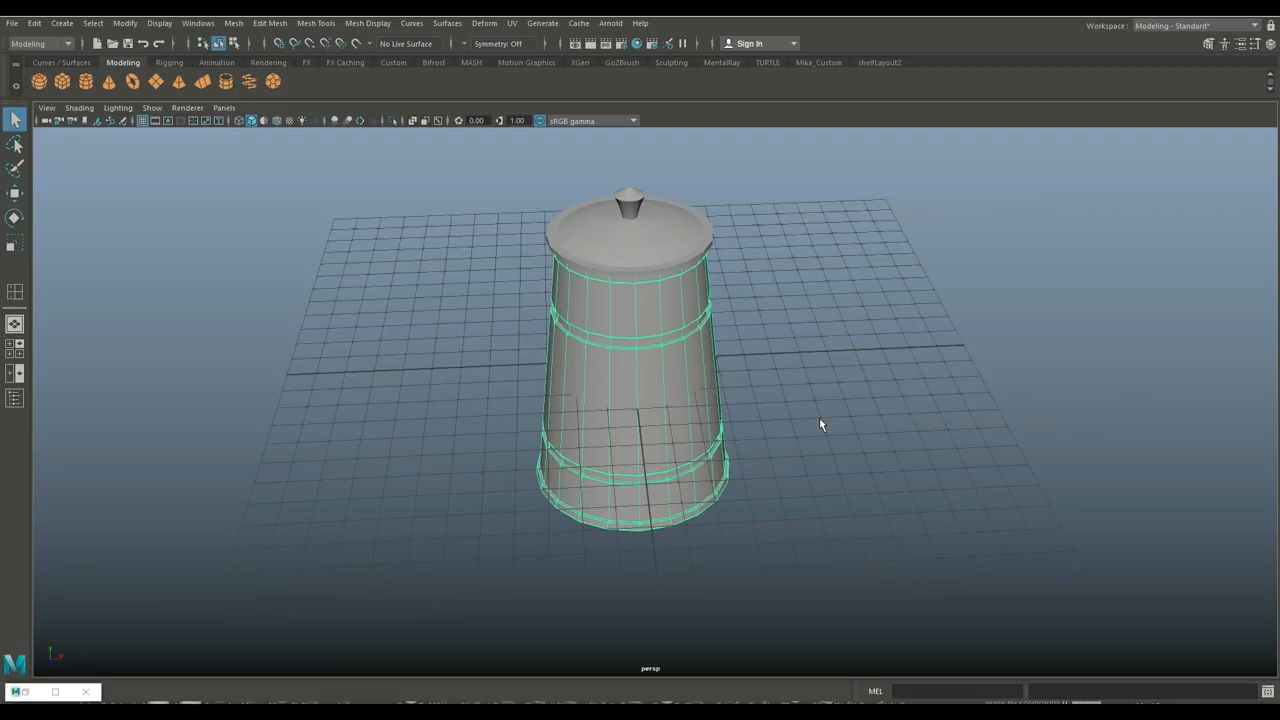 File Edit Create Select Modify Display Windows Mesh Edit Mesh Mesh Tools Mesh Display Curves Surfaces Deform UV Generate Cache Arnold Help
Workspace : Modeling - Standard*
Modeling No Live Surface Symmetry: Off Sign In
Curves / Surfaces Modeling Rigging Animation Rendering FX FX Caching Custom Bifrost MASH Motion Graphics XGen GoZBrush Sculpting MentalRay TURTLE Mike_Custom shelfLayout2
View Shading Lighting Show Renderer Panels
0.00 1.00 sRGB gamma
persp
MEL